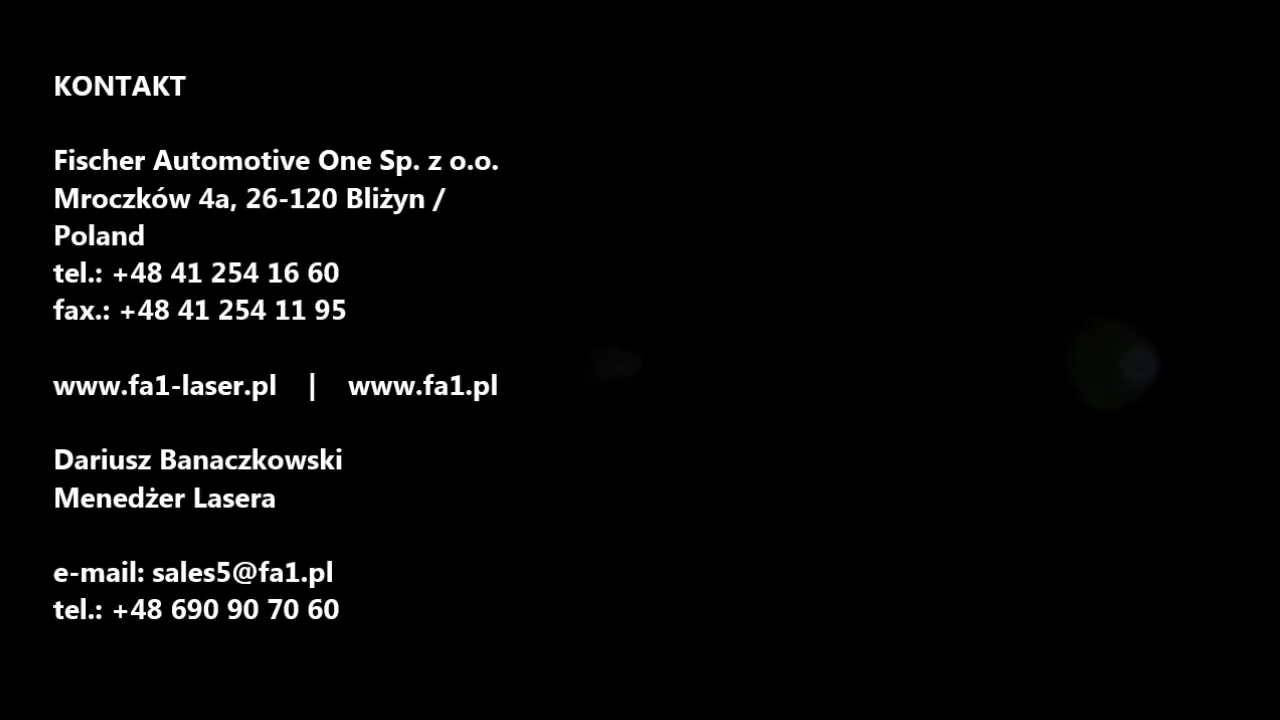 KONTAKT
Fischer Automotive One Sp. z o.o.
Mroczków 4a, 26-120 Bliżyn /
Poland
tel.: +48 41 254 16 60
fax.: +48 41 254 11 95
www.fa1-laser.pl | www.fa1.pl
Dariusz Banaczkowski
Menedżer Lasera
e-mail: sales5@fa1.pl
tel.: +48 690 90 70 60